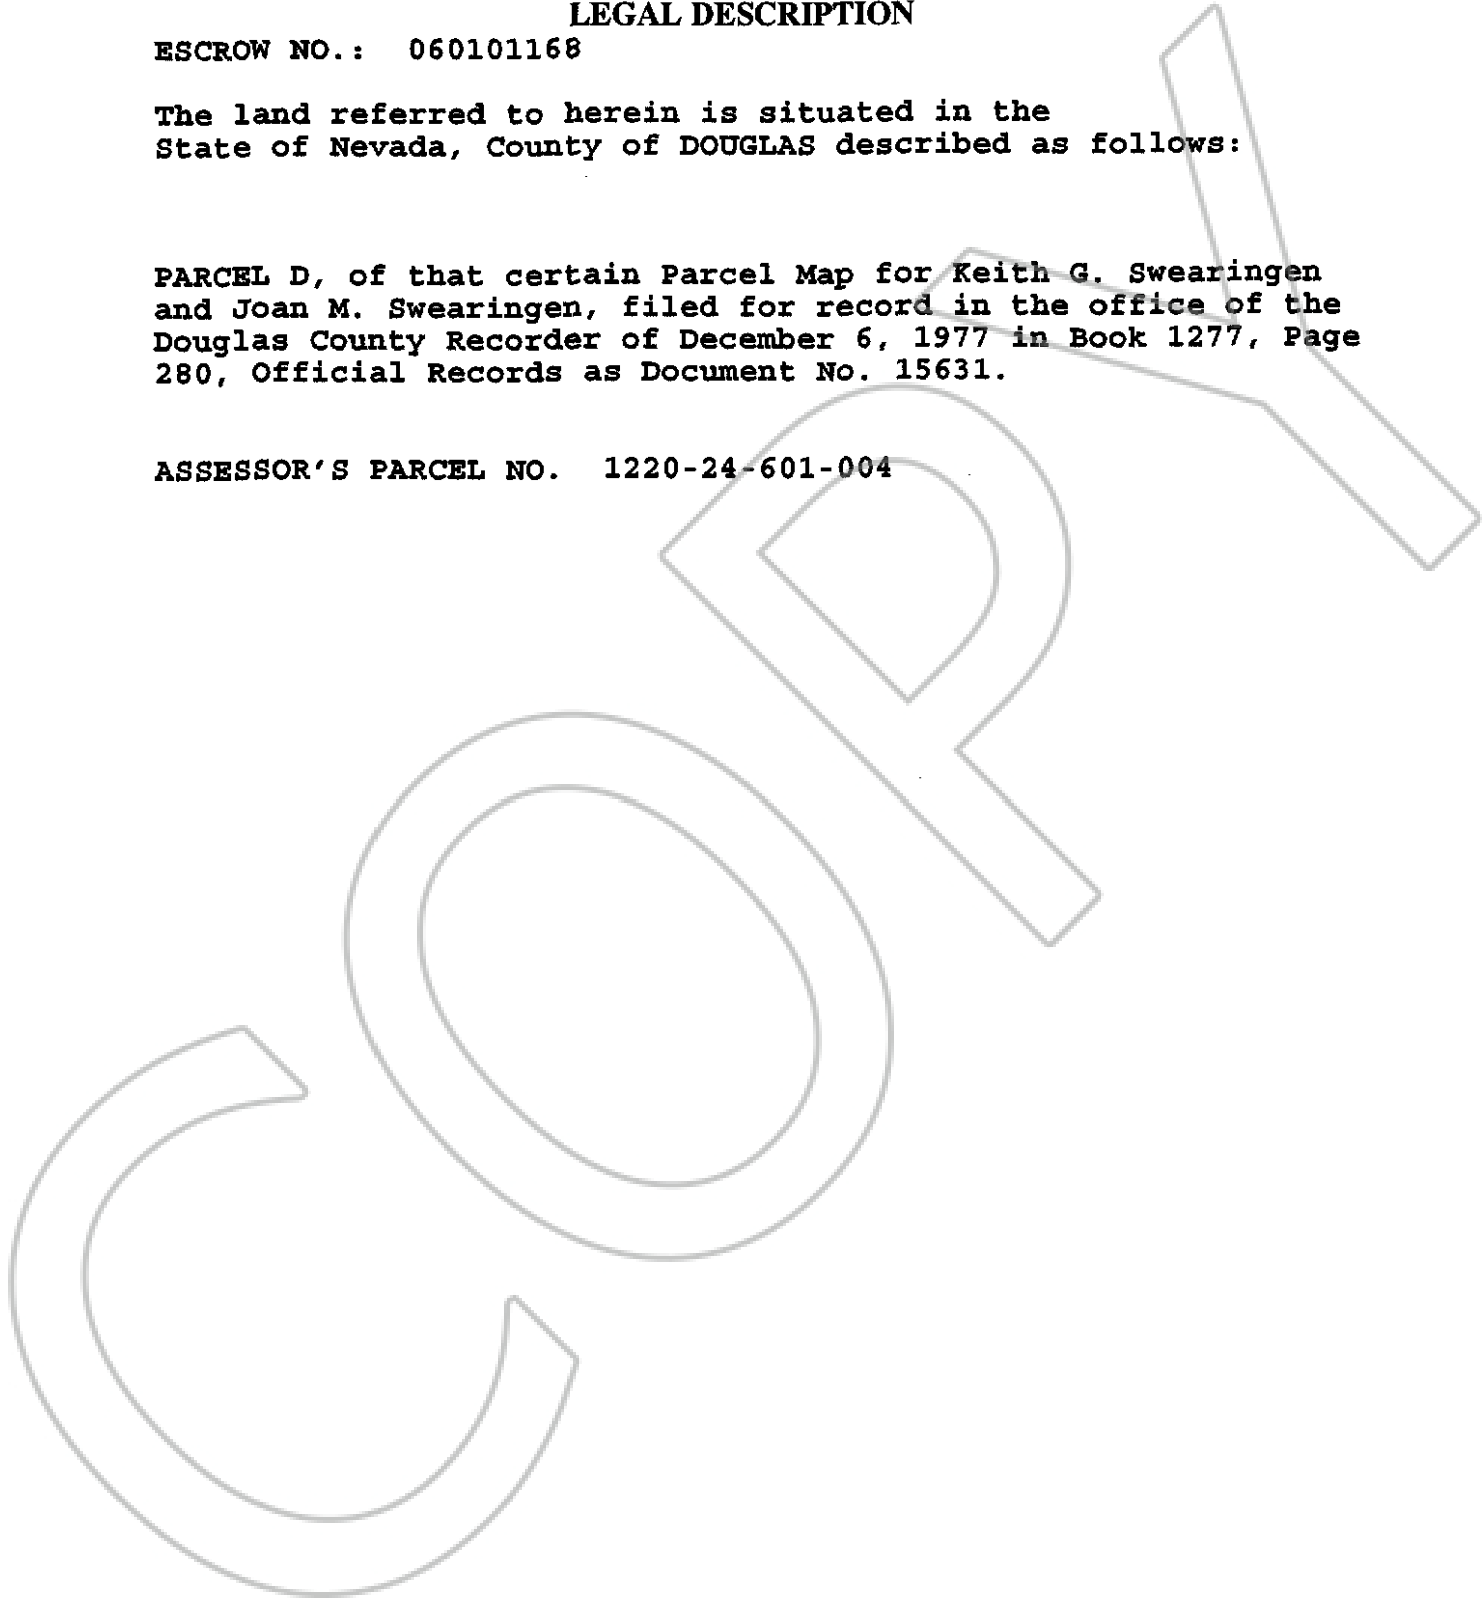 LEGAL DESCRIPTION
ESCROW NO.: 060101168
The land referred to herein is situated in the
State of Nevada, County of DOUGLAS described as follows:
PARCEL D, of that certain Parcel Map for Keith G. Swearingen
and Joan M. Swearingen, filed for record in the office of the
Douglas County Recorder of December 6, 1977 in Book 1277, Page
280, Official Records as Document No. 15631.
ASSESSOR'S PARCEL NO. 1220-24-601-004
COPY